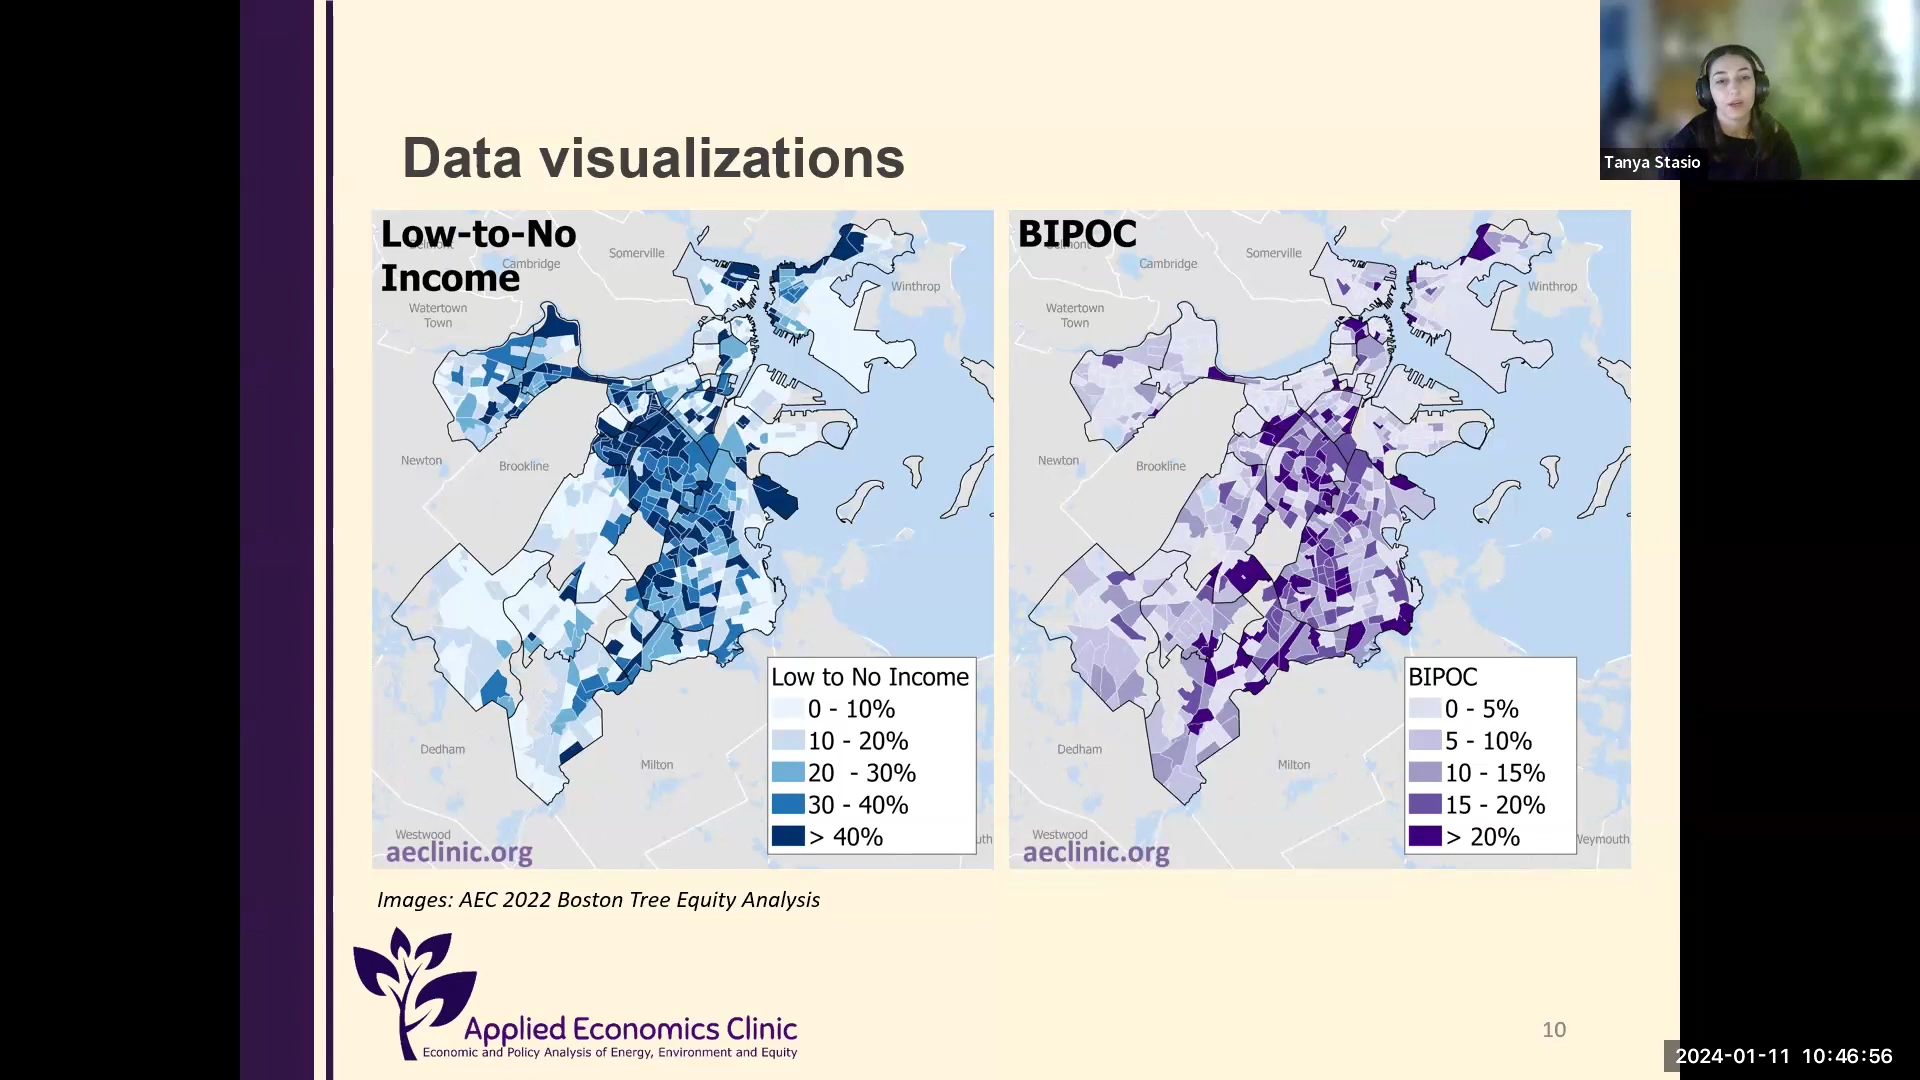 Data visualizations
Tanya Stasio
Low-to-No
Income
Cambridge
Somerville
Winthrop
Watertown
Town
Newton
Brookline
Dedham
Milton
Westwood
aeclinic.org
Low to No Income
0 - 10%
10 - 20%
20 - 30%
30 - 40%
> 40%
BIPOC
Cambridge
Somerville
Winthrop
Watertown
Town
Newton
Brookline
Dedham
Milton
Westwood
aeclinic.org
BIPOC
0 - 5%
5 - 10%
10 - 15%
15 - 20%
> 20%
Weymouth
Images: AEC 2022 Boston Tree Equity Analysis
Applied Economics Clinic
Economic and Policy Analysis of Energy, Environment and Equity
10
2024-01-11 10:46:56